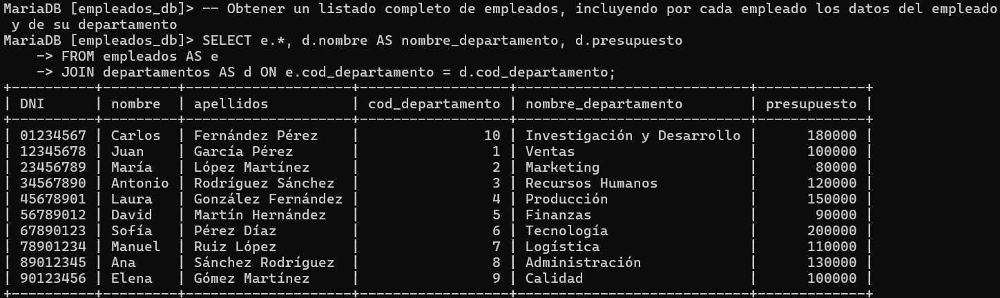 MariaDB [empleados_db]> -- Obtener un listado completo de empleados, incluyendo por cada empleado los datos del empleado
 y de su departamento
MariaDB [empleados_db]> SELECT e.*, d.nombre AS nombre_departamento, d.presupuesto
    -> FROM empleados AS e
    -> JOIN departamentos AS d ON e.cod_departamento = d.cod_departamento;
+----------+---------+--------------------+------------------+----------------------------+-------------+
| DNI      | nombre  | apellidos          | cod_departamento | nombre_departamento        | presupuesto |
+----------+---------+--------------------+------------------+----------------------------+-------------+
| 01234567 | Carlos  | Fernández Pérez    |               10 | Investigación y Desarrollo |      180000 |
| 12345678 | Juan    | García Pérez       |                1 | Ventas                     |      100000 |
| 23456789 | María   | López Martínez     |                2 | Marketing                  |       80000 |
| 34567890 | Antonio | Rodríguez Sánchez  |                3 | Recursos Humanos           |      120000 |
| 45678901 | Laura   | González Fernández |                4 | Producción                 |      150000 |
| 56789012 | David   | Martín Hernández   |                5 | Finanzas                   |       90000 |
| 67890123 | Sofía   | Pérez Díaz         |                6 | Tecnología                 |      200000 |
| 78901234 | Manuel  | Ruiz López         |                7 | Logística                  |      110000 |
| 89012345 | Ana     | Sánchez Rodríguez  |                8 | Administración             |      130000 |
| 90123456 | Elena   | Gómez Martínez     |                9 | Calidad                    |      100000 |
+----------+---------+--------------------+------------------+----------------------------+-------------+